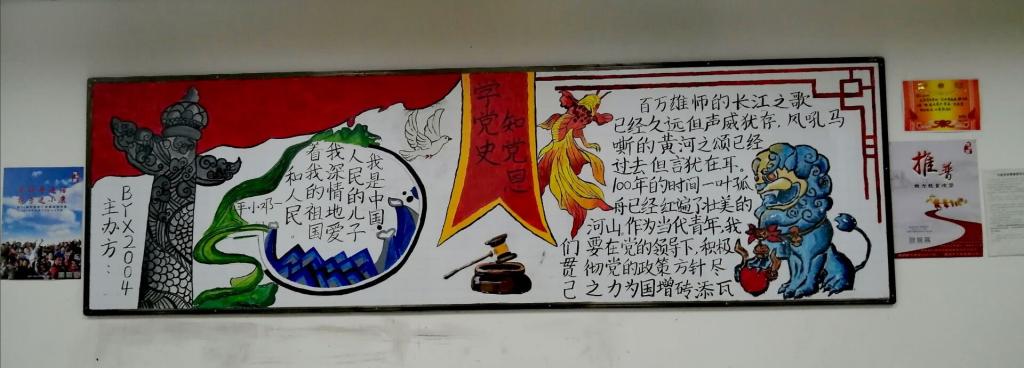 主办方：
BYX2004
我是中国
人民的儿子
我深情地爱
着我的祖国
和人民。
—邓小平
学党史
知党恩
百万雄师的长江之歌
已经久远但声威犹存，风吼马
嘶的黄河之颂已经
过去但言犹在耳。
100年的时间一叶孤
舟已经红遍了壮美的
河山，作为当代青年，我
们要在党的领导下，积极
贯彻党的政策方针尽
己之力为国增砖添瓦
推普